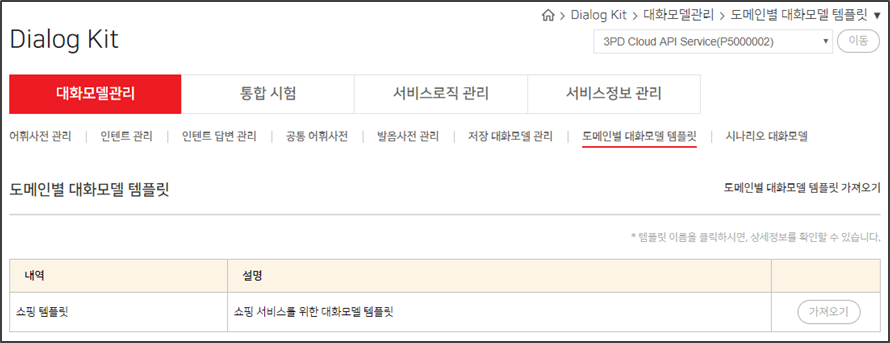 > Dialog Kit > 대화모델관리 > 도메인별 대화모델 템플릿 ▼
Dialog Kit
3PD Cloud API Service(P5000002) ▼ 이동
대화모델관리 통합 시험 서비스로직 관리 서비스정보 관리
어휘사전 관리 | 인텐트 관리 | 인텐트 답변 관리 | 공통 어휘사전 | 발음사전 관리 | 저장 대화모델 관리 | 도메인별 대화모델 템플릿 | 시나리오 대화모델
도메인별 대화모델 템플릿 도메인별 대화모델 템플릿 가져오기
* 템플릿 이름을 클릭하시면, 상세정보를 확인할 수 있습니다.
내역 설명
쇼핑 템플릿 쇼핑 서비스를 위한 대화모델 템플릿 가져오기